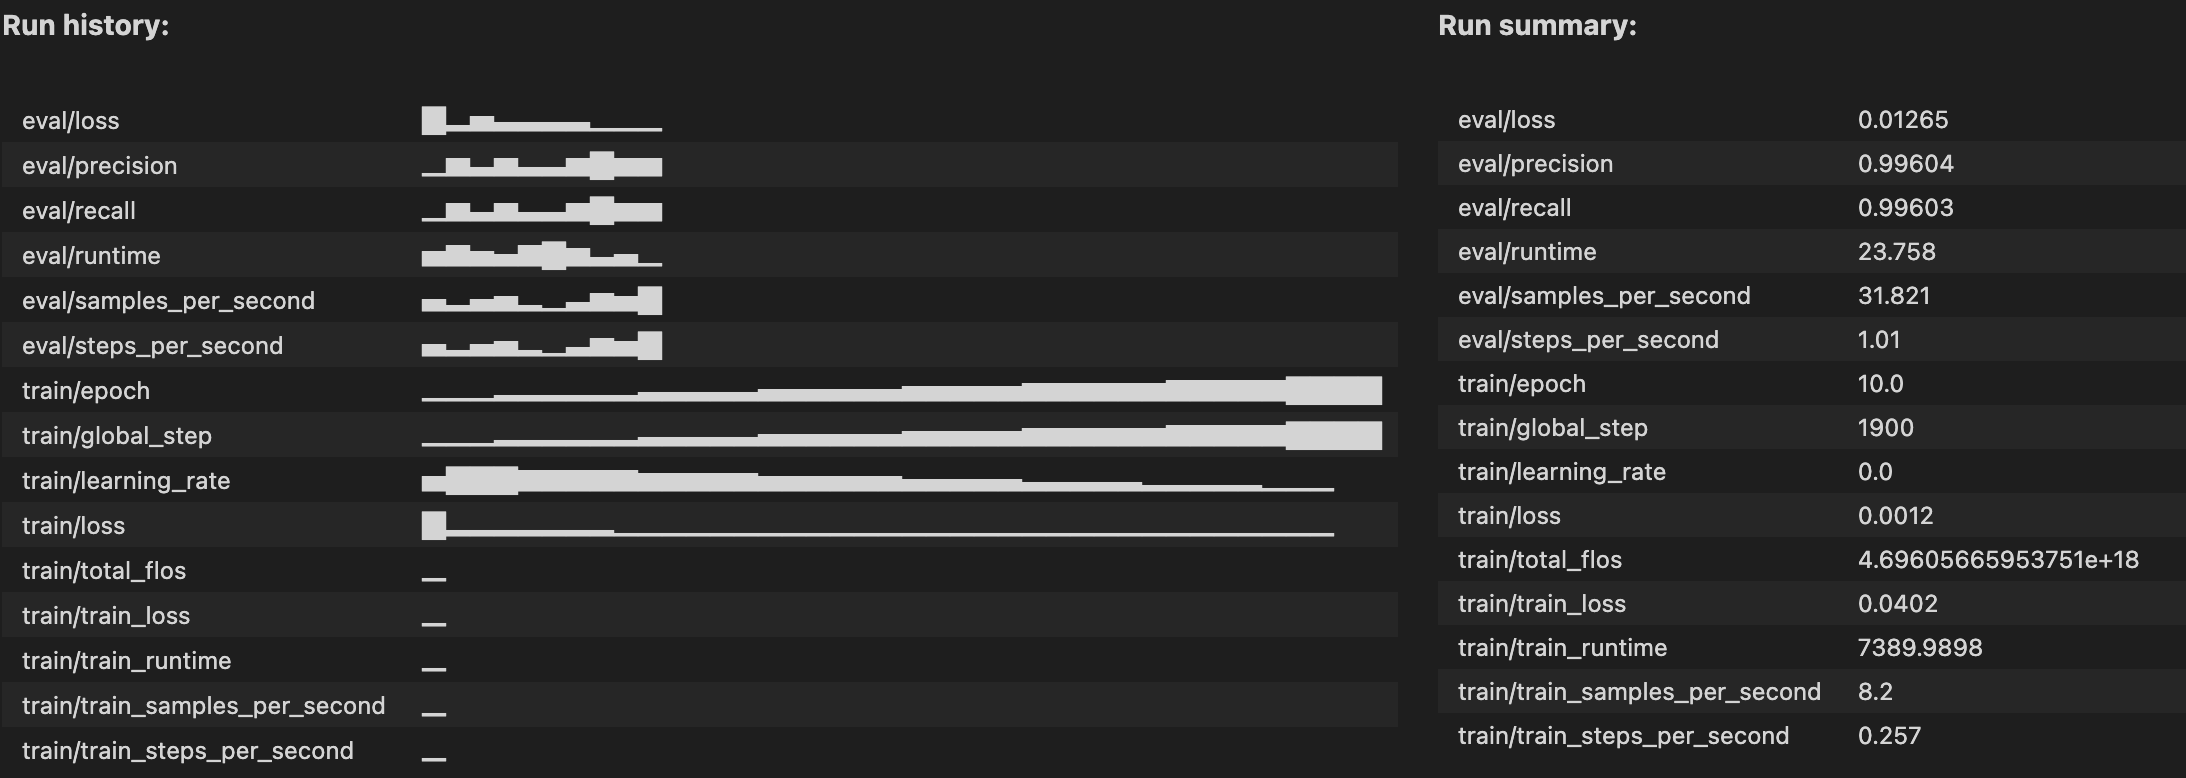 Run history:
eval/loss
eval/precision
eval/recall
eval/runtime
eval/samples_per_second
eval/steps_per_second
train/epoch
train/global_step
train/learning_rate
train/loss
train/total_flos
train/train_loss
train/train_runtime
train/train_samples_per_second
train/train_steps_per_second
Run summary:
eval/loss 0.01265
eval/precision 0.99604
eval/recall 0.99603
eval/runtime 23.758
eval/samples_per_second 31.821
eval/steps_per_second 1.01
train/epoch 10.0
train/global_step 1900
train/learning_rate 0.0
train/loss 0.0012
train/total_flos 4.69605665953751e+18
train/train_loss 0.0402
train/train_runtime 7389.9898
train/train_samples_per_second 8.2
train/train_steps_per_second 0.257